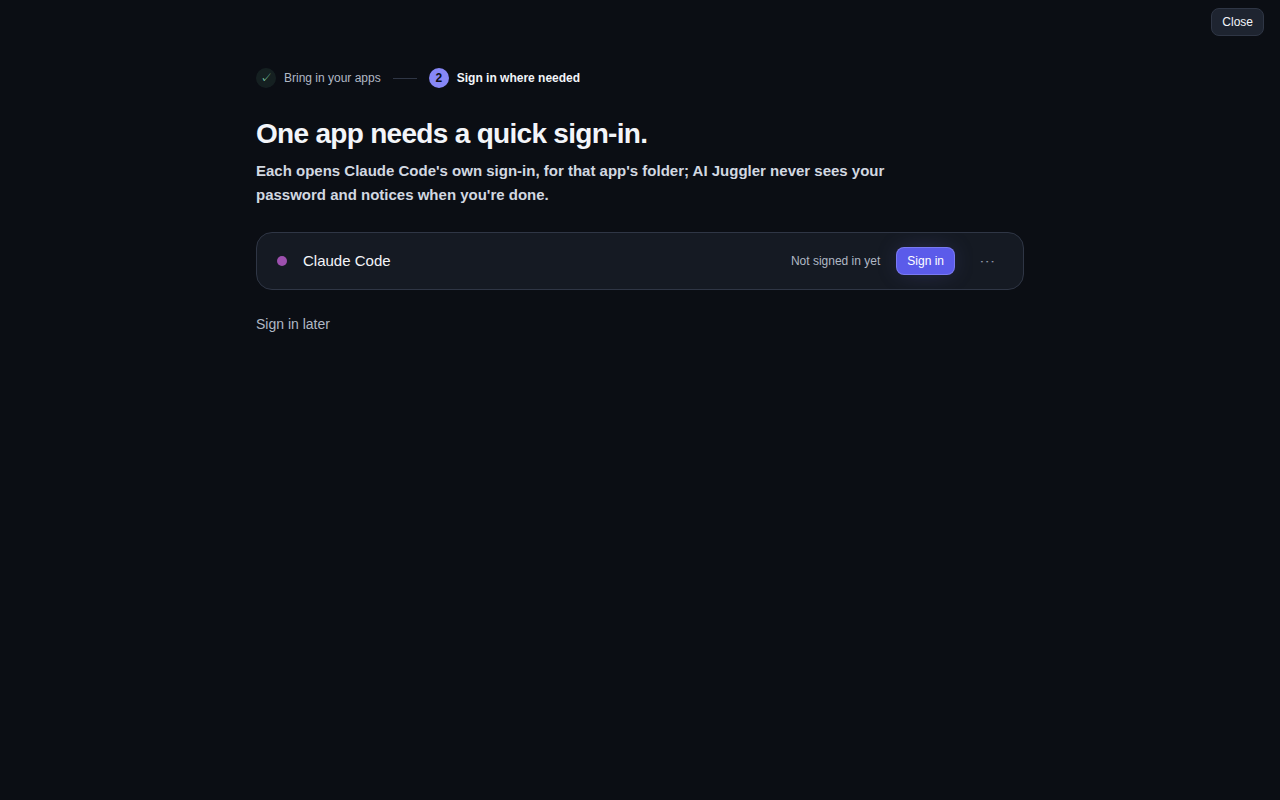 Close
✓ Bring in your apps
2 Sign in where needed
One app needs a quick sign-in.
Each opens Claude Code's own sign-in, for that app's folder; AI Juggler never sees your
password and notices when you're done.
Claude Code
Not signed in yet
Sign in
···
Sign in later